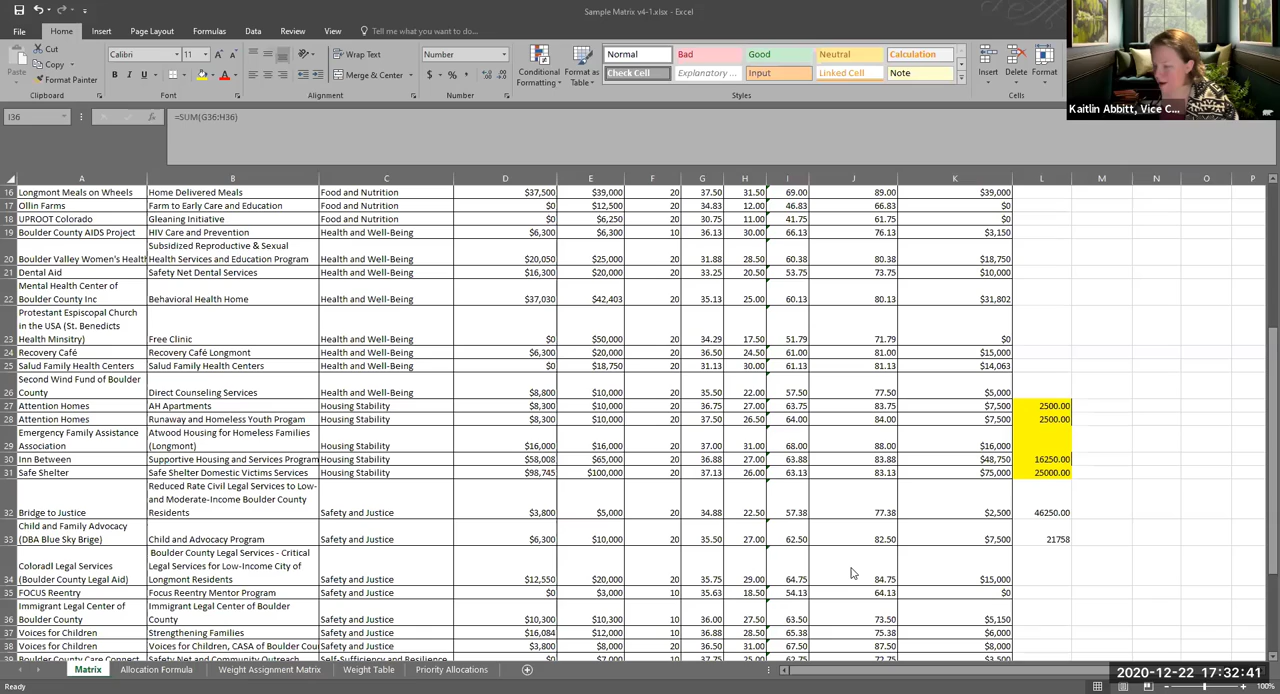 Sample Matrix v4-1.xlsx - Excel
File Home Insert Page Layout Formulas Data Review View Tell me what you want to do...
Paste Cut Copy Format Painter Clipboard
Calibri 11 B I U A A A Font
Wrap Text Merge & Center Alignment
Number $ % , Number
Conditional Formatting Format as Table
Normal Bad Good Neutral Calculation
Check Cell Explanatory ... Input Linked Cell Note
Styles
Insert Delete Format Cells
Kaitlin Abbitt, Vice C...
I36 fx =SUM(G36:H36)
A B C D E F G H I J K L M N O P
16 Longmont Meals on Wheels Home Delivered Meals Food and Nutrition $37,500 $39,000 20 37.50 31.50 69.00 89.00 $39,000
17 Ollin Farms Farm to Early Care and Education Food and Nutrition $0 $12,500 20 34.83 12.00 46.83 66.83 $0
18 UPROOT Colorado Gleaning Initiative Food and Nutrition $0 $6,250 20 30.75 11.00 41.75 61.75 $0
19 Boulder County AIDS Project HIV Care and Prevention Health and Well-Being $6,300 $6,300 10 36.13 30.00 66.13 76.13 $3,150
Subsidized Reproductive & Sexual
20 Boulder Valley Women's Health Health Services and Education Program Health and Well-Being $20,050 $25,000 20 31.88 28.50 60.38 80.38 $18,750
21 Dental Aid Safety Net Dental Services Health and Well-Being $16,300 $20,000 20 33.25 20.50 53.75 73.75 $10,000
Mental Health Center of
22 Boulder County Inc Behavioral Health Home Health and Well-Being $37,030 $42,403 20 35.13 25.00 60.13 80.13 $31,802
Protestant Espiscopal Church
in the USA (St. Benedicts
23 Health Minsitry) Free Clinic Health and Well-Being $0 $50,000 20 34.29 17.50 51.79 71.79 $0
24 Recovery Café Recovery Café Longmont Health and Well-Being $6,300 $20,000 20 36.50 24.50 61.00 81.00 $15,000
25 Salud Family Health Centers Salud Family Health Centers Health and Well-Being $0 $18,750 20 31.13 30.00 61.13 81.13 $14,063
Second Wind Fund of Boulder
26 County Direct Counseling Services Health and Well-Being $8,800 $10,000 20 35.50 22.00 57.50 77.50 $5,000
27 Attention Homes AH Apartments Housing Stability $8,300 $10,000 20 36.75 27.00 63.75 83.75 $7,500 2500.00
28 Attention Homes Runaway and Homeless Youth Progam Housing Stability $8,300 $10,000 20 37.50 26.50 64.00 84.00 $7,500 2500.00
Emergency Family Assistance Atwood Housing for Homeless Families
29 Association (Longmont) Housing Stability $16,000 $16,000 20 37.00 31.00 68.00 88.00 $16,000
30 Inn Between Supportive Housing and Services Program Housing Stability $58,008 $65,000 20 36.88 27.00 63.88 83.88 $48,750 16250.00
31 Safe Shelter Safe Shelter Domestic Victims Services Housing Stability $98,745 $100,000 20 37.13 26.00 63.13 83.13 $75,000 25000.00
Reduced Rate Civil Legal Services to Low-
and Moderate-Income Boulder County
32 Bridge to Justice Residents Safety and Justice $3,800 $5,000 20 34.88 22.50 57.38 77.38 $2,500 46250.00
Child and Family Advocacy
33 (DBA Blue Sky Brige) Child and Advocacy Program Safety and Justice $6,300 $10,000 20 35.50 27.00 62.50 82.50 $7,500 21758
Boulder County Legal Services - Critical
Coloradl Legal Services Legal Services for Low-Income City of
34 (Boulder County Legal Aid) Longmont Residents Safety and Justice $12,550 $20,000 20 35.75 29.00 64.75 84.75 $15,000
35 FOCUS Reentry Focus Reentry Mentor Program Safety and Justice $0 $3,000 10 35.63 18.50 54.13 64.13 $0
Immigrant Legal Center of Immigrant Legal Center of Boulder
36 Boulder County County Safety and Justice $10,300 $10,300 10 36.00 27.50 63.50 73.50 $5,150
37 Voices for Children Strengthening Families Safety and Justice $16,084 $12,000 10 36.88 28.50 65.38 75.38 $6,000
38 Voices for Children Voices for Children, CASA of Boulder Cou Safety and Justice $3,800 $8,000 20 36.50 31.00 67.50 87.50 $8,000
39 Boulder County Care Connect Safety Net and Community Outreach Self-Sufficiency and Resilience $0 $7,000 10 37.75 25.00 62.75 72.75 $3,500
Matrix Allocation Formula Weight Assignment Matrix Weight Table Priority Allocations
2020-12-22 17:32:41
Ready 100%